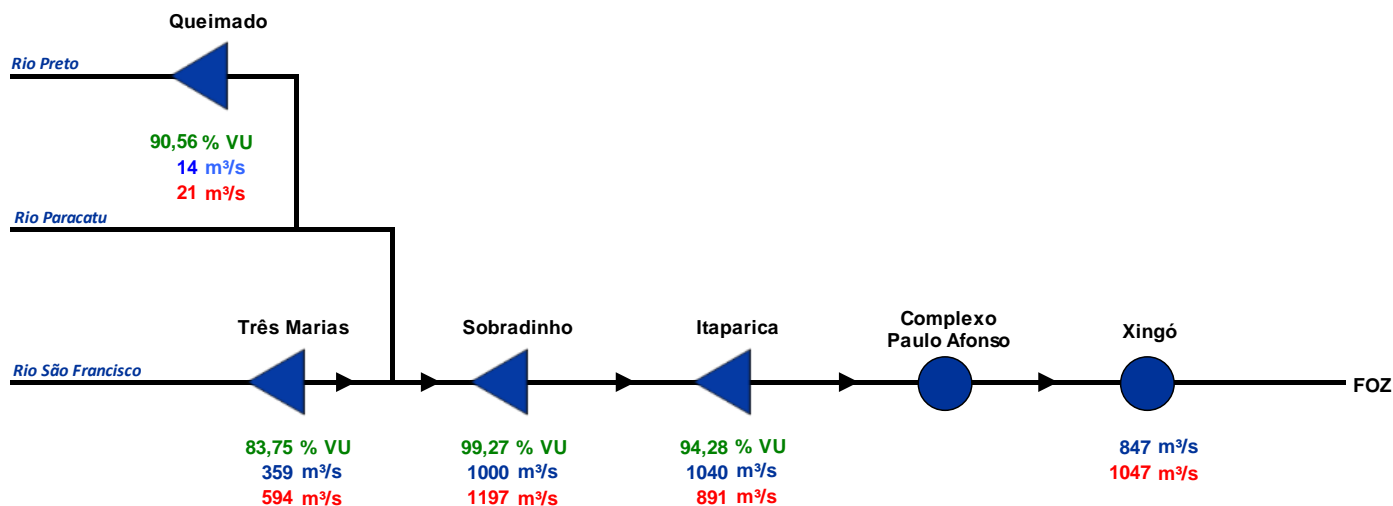 Queimado
Rio Preto
90,56 % VU
14 m³/s
21 m³/s
Rio Paracatu
Três Marias
Sobradinho
Itaparica
Complexo
Paulo Afonso
Xingó
Rio São Francisco
FOZ
83,75 % VU
359 m³/s
594 m³/s
99,27 % VU
1000 m³/s
1197 m³/s
94,28 % VU
1040 m³/s
891 m³/s
847 m³/s
1047 m³/s